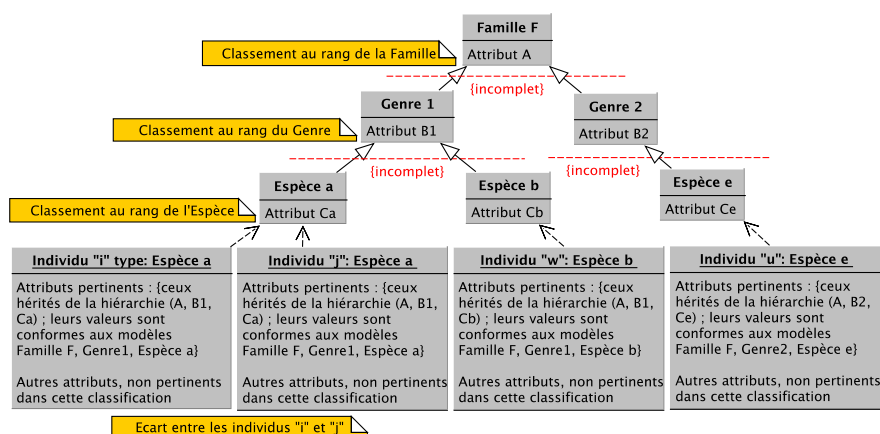 Famille F
Classement au rang de la Famille
Attribut A
{incomplet}
Genre 1
Genre 2
Classement au rang du Genre
Attribut B1
Attribut B2
{incomplet}
{incomplet}
Espèce a
Espèce b
Espèce e
Classement au rang de l'Espèce
Attribut Ca
Attribut Cb
Attribut Ce
Individu "i" type: Espèce a
Attributs pertinents : {ceux
hérités de la hiérarchie (A, B1,
Ca) ; leurs valeurs sont
conformes aux modèles
Famille F, Genre1, Espèce a}
Autres attributs, non pertinents
dans cette classification
Individu "j": Espèce a
Attributs pertinents : {ceux
hérités de la hiérarchie (A, B1,
Ca) ; leurs valeurs sont
conformes aux modèles
Famille F, Genre1, Espèce a}
Autres attributs, non pertinents
dans cette classification
Individu "w": Espèce b
Attributs pertinents : {ceux
hérités de la hiérarchie (A, B1,
Cb) ; leurs valeurs sont
conformes aux modèles
Famille F, Genre1, Espèce b}
Autres attributs, non pertinents
dans cette classification
Individu "u": Espèce e
Attributs pertinents : {ceux
hérités de la hiérarchie (A, B2,
Ce) ; leurs valeurs sont
conformes aux modèles
Famille F, Genre2, Espèce e}
Autres attributs, non pertinents
dans cette classification
Ecart entre les individus "i" et "j"